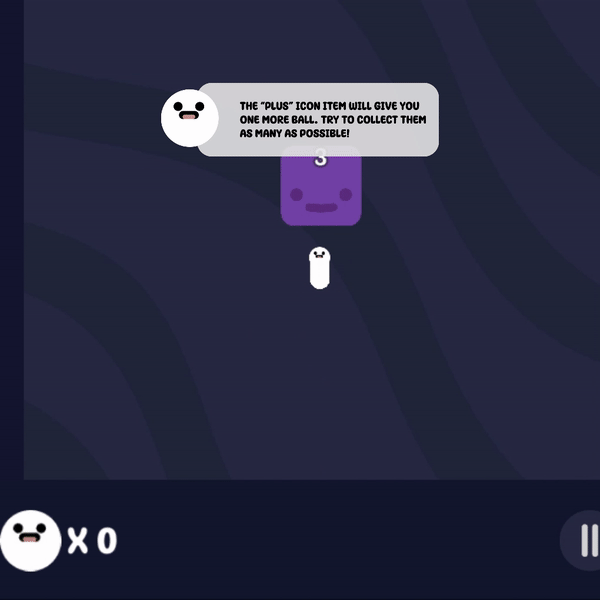 THE "PLUS" ICON ITEM WILL GIVE YOU
ONE MORE BALL. TRY TO COLLECT THEM
AS MANY AS POSSIBLE!
3
X 0